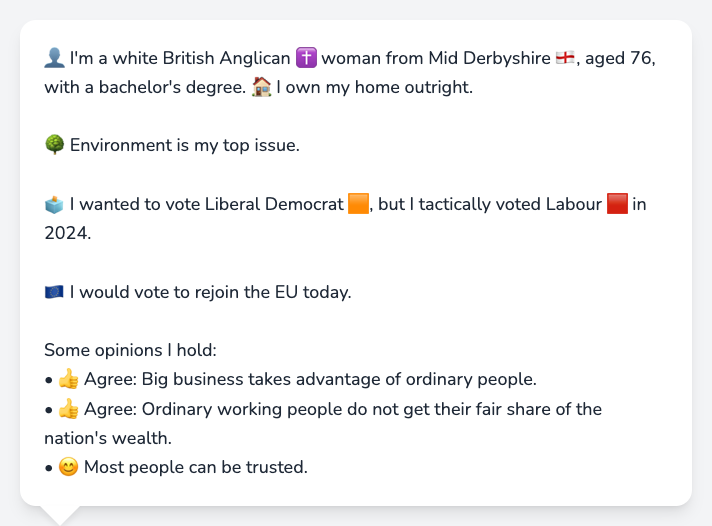 👤 I'm a white British Anglican ✝️ woman from Mid Derbyshire 🏴󠁧󠁢󠁥󠁮󠁧󠁿, aged 76,
with a bachelor's degree. 🏠 I own my home outright.
🌳 Environment is my top issue.
🗳️ I wanted to vote Liberal Democrat 🟧, but I tactically voted Labour 🟥 in
2024.
🇪🇺 I would vote to rejoin the EU today.
Some opinions I hold:
• 👍 Agree: Big business takes advantage of ordinary people.
• 👍 Agree: Ordinary working people do not get their fair share of the
nation's wealth.
• 😊 Most people can be trusted.